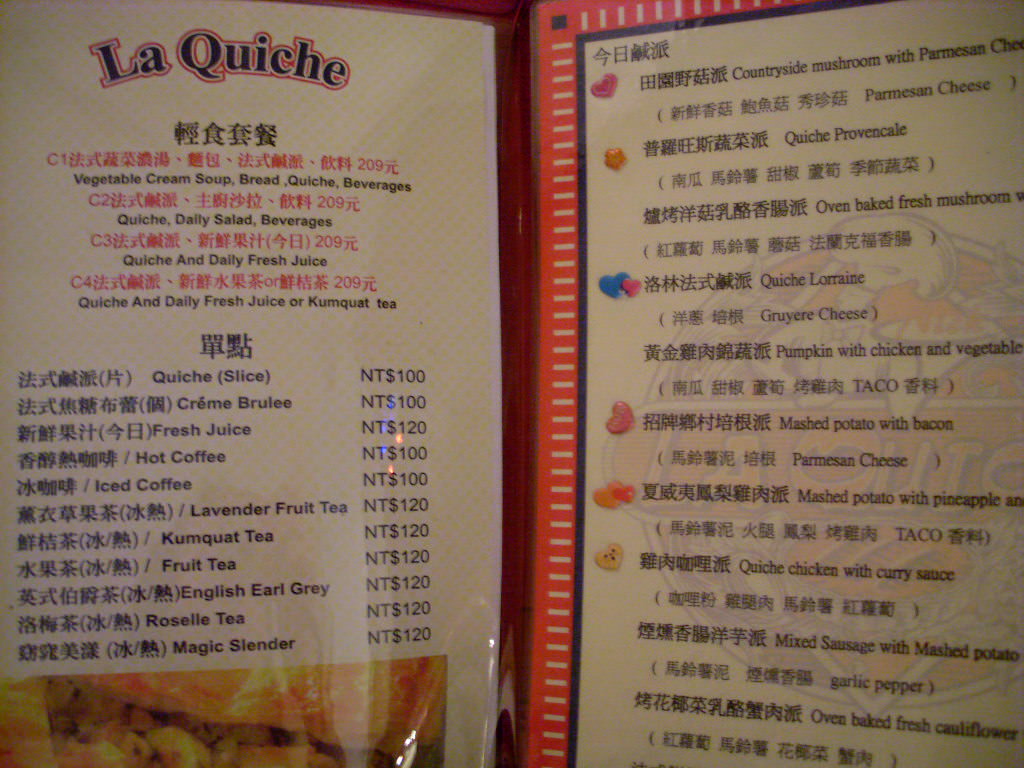 La Quiche
輕食套餐
C1法式蔬菜濃湯、麵包、法式鹹派、飲料 209元
Vegetable Cream Soup, Bread ,Quiche, Beverages
C2法式鹹派、主廚沙拉、飲料 209元
Quiche, Daily Salad, Beverages
C3法式鹹派、新鮮果汁(今日) 209元
Quiche And Daily Fresh Juice
C4法式鹹派、新鮮水果茶or鮮桔茶 209元
Quiche And Daily Fresh Juice or Kumquat tea
單點
法式鹹派(片) Quiche (Slice) NT$100
法式焦糖布蕾(個) Créme Brulee NT$100
新鮮果汁(今日)Fresh Juice NT$120
香醇熱咖啡 / Hot Coffee NT$100
冰咖啡 / Iced Coffee NT$100
薰衣草果茶(冰熱) / Lavender Fruit Tea NT$120
鮮桔茶(冰/熱) / Kumquat Tea NT$120
水果茶(冰/熱) / Fruit Tea NT$120
英式伯爵茶(冰/熱)English Earl Grey NT$120
洛梅茶(冰/熱) Roselle Tea NT$120
窈窕美漾 (冰/熱) Magic Slender NT$120
今日鹹派
田園野菇派 Countryside mushroom with Parmesan Chee
( 新鮮香菇 鮑魚菇 秀珍菇 Parmesan Cheese )
普羅旺斯蔬菜派 Quiche Provencale
( 南瓜 馬鈴薯 甜椒 蘆筍 季節蔬菜 )
爐烤洋菇乳酪香腸派 Oven baked fresh mushroom w
( 紅蘿蔔 馬鈴薯 蘑菇 法蘭克福香腸 )
洛林法式鹹派 Quiche Lorraine
( 洋蔥 培根 Gruyere Cheese )
黃金雞肉錦蔬派 Pumpkin with chicken and vegetable
( 南瓜 甜椒 蘆筍 烤雞肉 TACO 香料 )
招牌鄉村培根派 Mashed potato with bacon
( 馬鈴薯泥 培根 Parmesan Cheese )
夏威夷鳳梨雞肉派 Mashed potato with pineapple and
( 馬鈴薯泥 火腿 鳳梨 烤雞肉 TACO 香料)
雞肉咖哩派 Quiche chicken with curry sauce
( 咖哩粉 雞腿肉 馬鈴薯 紅蘿蔔 )
煙燻香腸洋芋派 Mixed Sausage with Mashed potato
( 馬鈴薯泥 煙燻香腸 garlic pepper )
烤花椰菜乳酪蟹肉派 Oven baked fresh cauliflower
( 紅蘿蔔 馬鈴薯 花椰菜 蟹肉 )